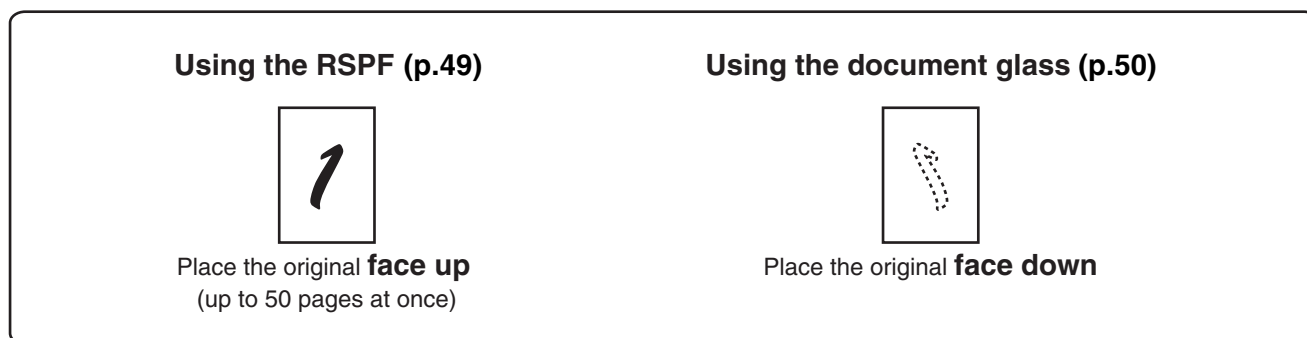 Using the RSPF (p.49)
1
Place the original face up
(up to 50 pages at once)
Using the document glass (p.50)
Place the original face down